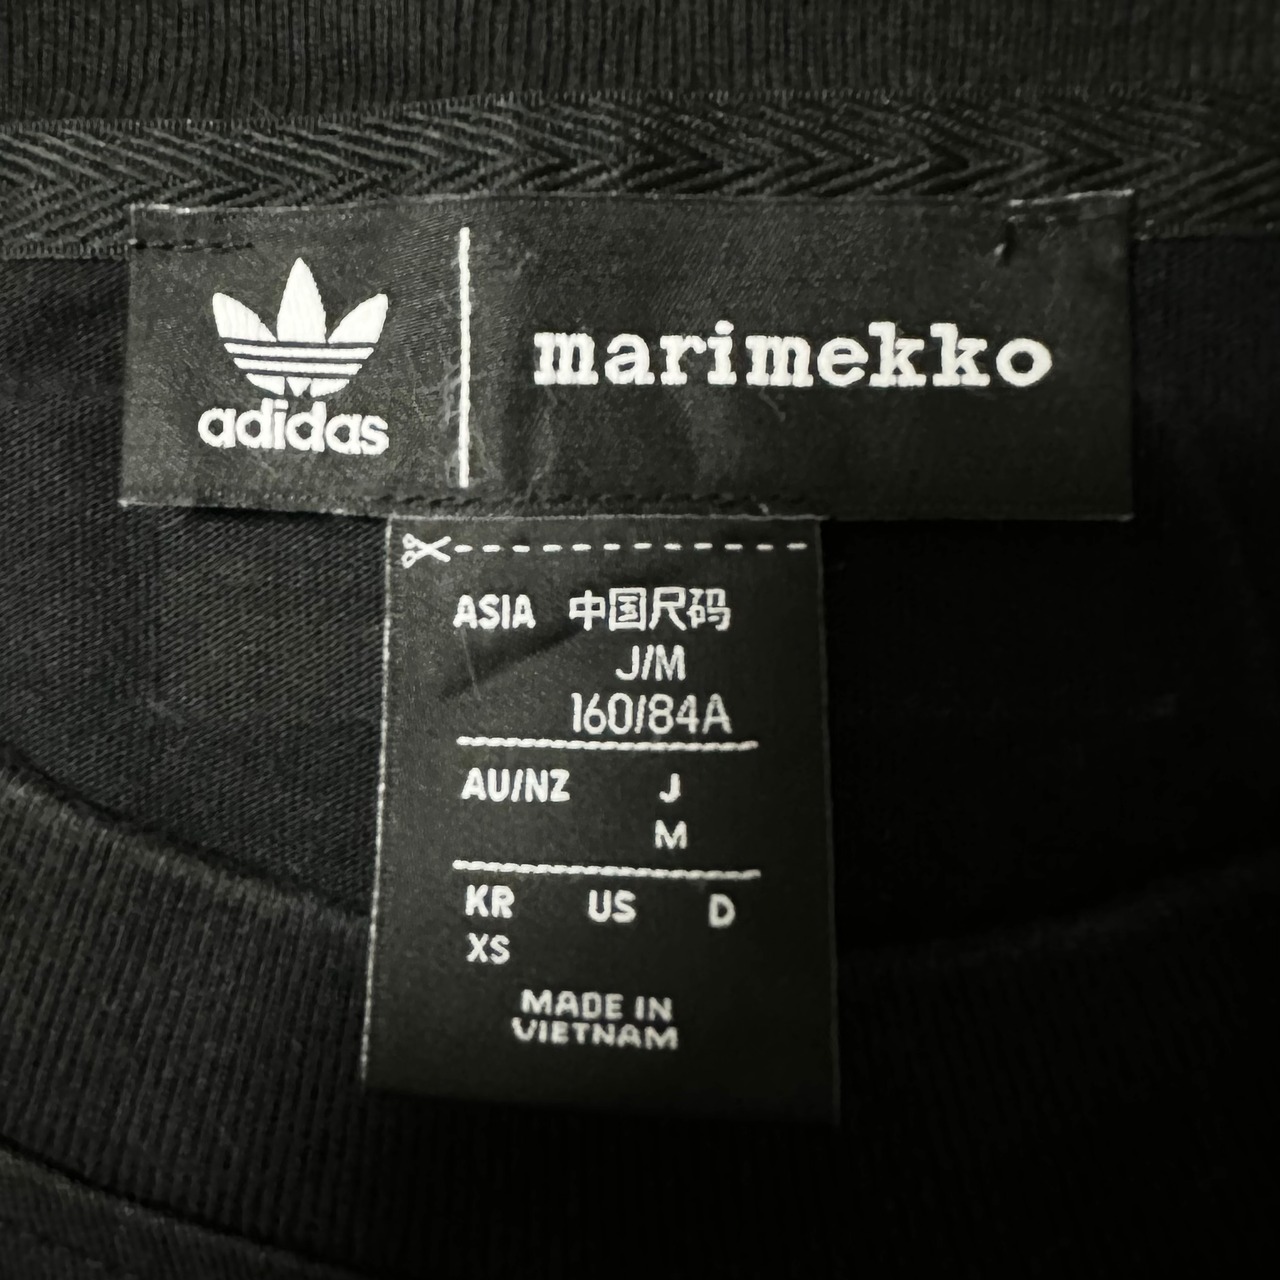 adidas
marimekko
ASIA 中国尺码
J/M
160/84A
AU/NZ J
M
KR US D
XS
MADE IN
VIETNAM